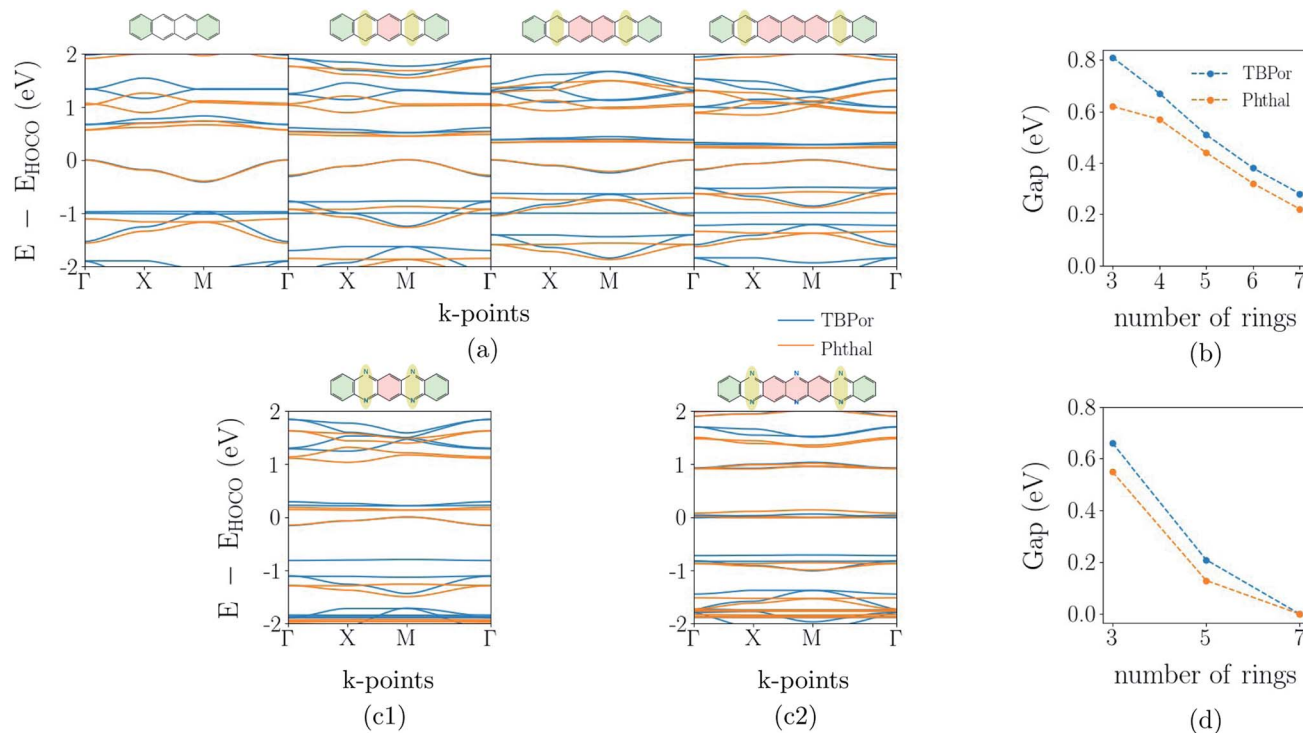 2
1
0
-1
-2
E − E_HOCO (eV)
Γ X M Γ X M Γ X M Γ X M Γ
k-points
(a)
TBPor
Phthal
0.8
0.6
0.4
0.2
0.0
Gap (eV)
TBPor
Phthal
3 4 5 6 7
number of rings
(b)
N N
N N
2
1
0
-1
-2
E − E_HOCO (eV)
Γ X M Γ
k-points
(c1)
N N N
N N N
2
1
0
-1
-2
Γ X M Γ
k-points
(c2)
0.8
0.6
0.4
0.2
0.0
Gap (eV)
3 5 7
number of rings
(d)